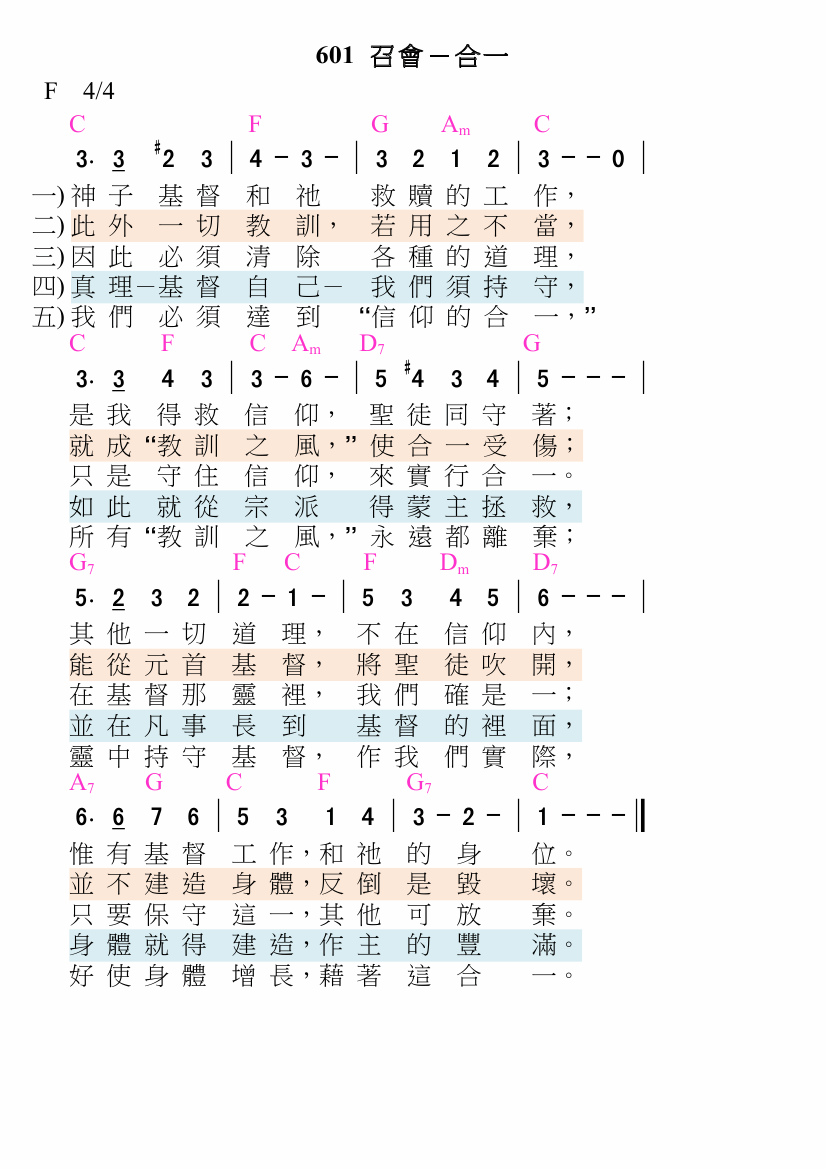 601 召會－合一
F 4/4
C F G Am C
3· 3 #2 3 | 4 － 3 － | 3 2 1 2 | 3 － － 0 |
一) 神子基督和祂救贖的工作，
二) 此外一切教訓，若用之不當，
三) 因此必須清除各種的道理，
四) 真理－基督自己－我們須持守，
五) 我們必須達到“信仰的合一，”
C F C Am D7 G
3· 3 4 3 | 3 － 6 － | 5 #4 3 4 | 5 － － － |
是我得救信仰，聖徒同守著；
就成“教訓之風，”使合一受傷；
只是守住信仰，來實行合一。
如此就從宗派得蒙主拯救，
所有“教訓之風，”永遠都離棄；
G7 F C F Dm D7
5· 2 3 2 | 2 － 1 － | 5 3 4 5 | 6 － － － |
其他一切道理，不在信仰內，
能從元首基督，將聖徒吹開，
在基督那靈裡，我們確是一；
並在凡事長到基督的裡面，
靈中持守基督，作我們實際，
A7 G C F G7 C
6· 6 7 6 | 5 3 1 4 | 3 － 2 － | 1 － － － ‖
惟有基督工作，和祂的身位。
並不建造身體，反倒是毀壞。
只要保守這一，其他可放棄。
身體就得建造，作主的豐滿。
好使身體增長，藉著這合一。